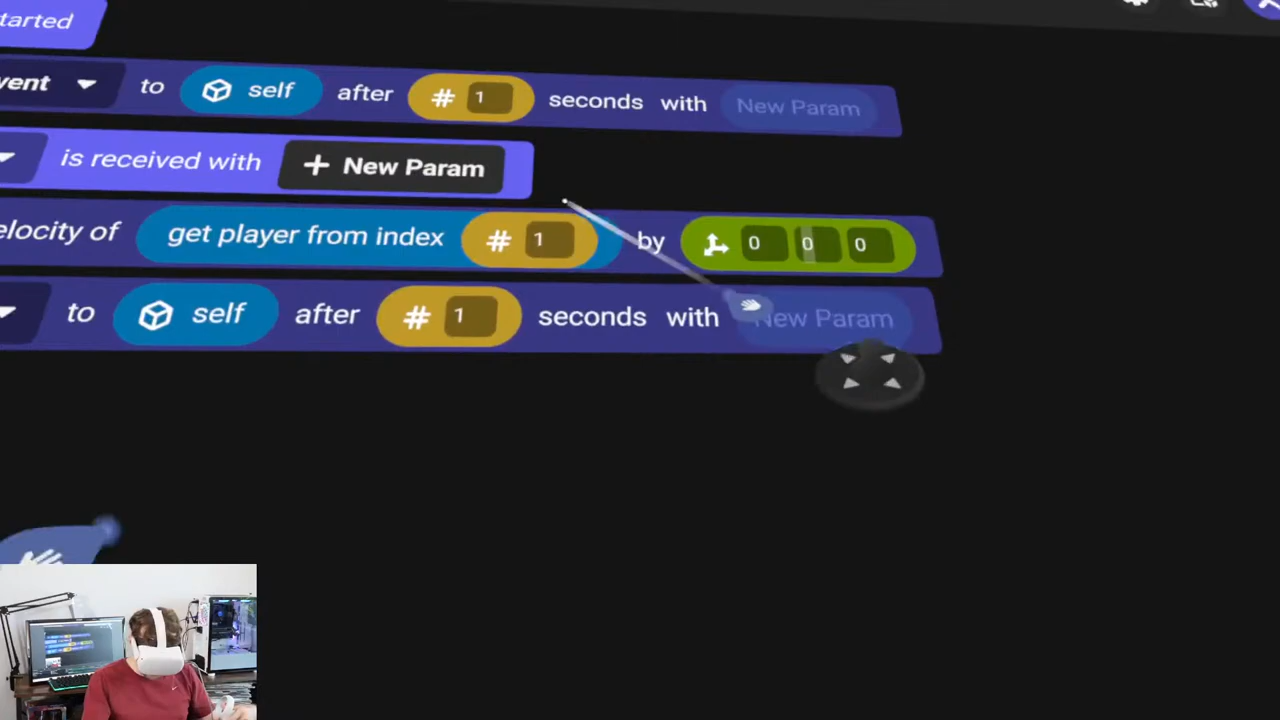 tarted
vent to self after # 1 seconds with New Param
is received with + New Param
elocity of get player from index # 1 by 0 0 0
to self after # 1 seconds with New Param